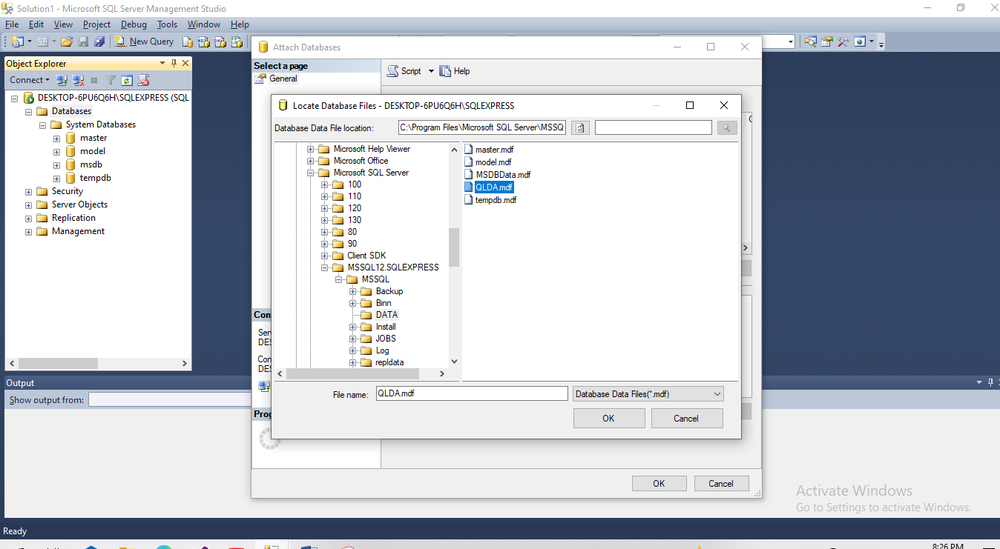 Solution1 - Microsoft SQL Server Management Studio
File Edit View Project Debug Tools Window Help
New Query
Object Explorer
Connect
DESKTOP-6PU6Q6H\SQLEXPRESS (SQL
Databases
System Databases
master
model
msdb
tempdb
Security
Server Objects
Replication
Management
Attach Databases
Select a page
General
Script Help
Locate Database Files - DESKTOP-6PU6Q6H\SQLEXPRESS
Database Data File location: C:\Program Files\Microsoft SQL Server\MSSQ
Microsoft Help Viewer
Microsoft Office
Microsoft SQL Server
100
110
120
130
80
90
Client SDK
MSSQL12.SQLEXPRESS
MSSQL
Backup
Binn
DATA
Install
JOBS
Log
repldata
master.mdf
model.mdf
MSDBData.mdf
QLDA.mdf
tempdb.mdf
File name: QLDA.mdf Database Data Files(*.mdf)
OK Cancel
Con
Ser
DES
Con
DES
Prog
OK Cancel
Output
Show output from:
Activate Windows
Go to Settings to activate Windows.
Ready
8:26 PM